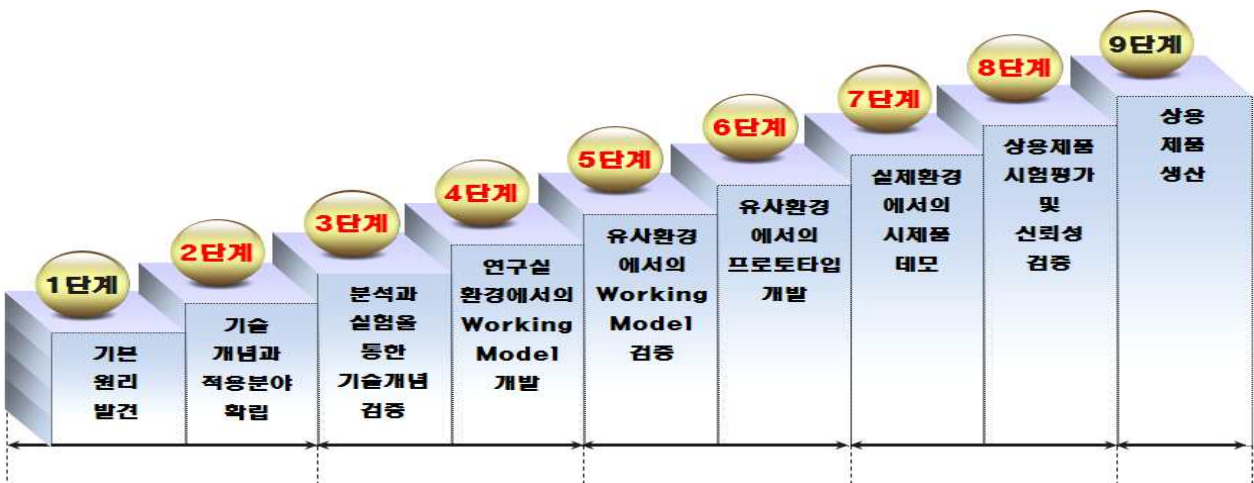 1단계
기본
원리
발견
2단계
기술
개념과
적용분야
확립
3단계
분석과
실험을
통한
기술개념
검증
4단계
연구실
환경에서의
Working
Model
개발
5단계
유사환경
에서의
Working
Model
검증
6단계
유사환경
에서의
프로토타입
개발
7단계
실제환경
에서의
시제품
데모
8단계
상용제품
시험평가
및
신뢰성
검증
9단계
상용
제품
생산